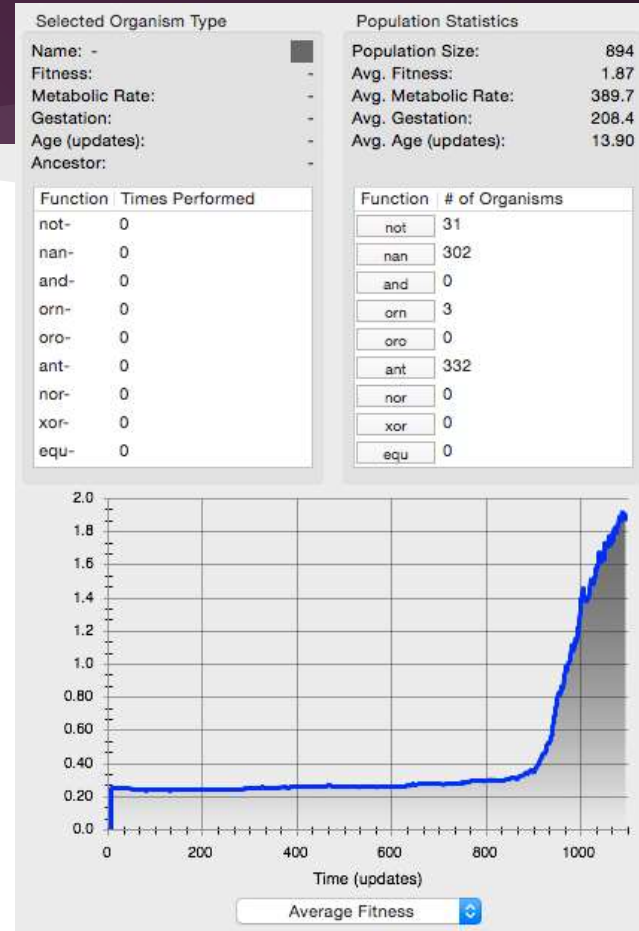 Selected Organism Type
Name: -
Fitness: -
Metabolic Rate: -
Gestation: -
Age (updates): -
Ancestor: -
Function Times Performed
not- 0
nan- 0
and- 0
orn- 0
oro- 0
ant- 0
nor- 0
xor- 0
equ- 0
Population Statistics
Population Size: 894
Avg. Fitness: 1.87
Avg. Metabolic Rate: 389.7
Avg. Gestation: 208.4
Avg. Age (updates): 13.90
Function # of Organisms
not 31
nan 302
and 0
orn 3
oro 0
ant 332
nor 0
xor 0
equ 0
2.0
1.8
1.6
1.4
1.2
1.0
0.80
0.60
0.40
0.20
0.0
0 200 400 600 800 1000
Time (updates)
Average Fitness